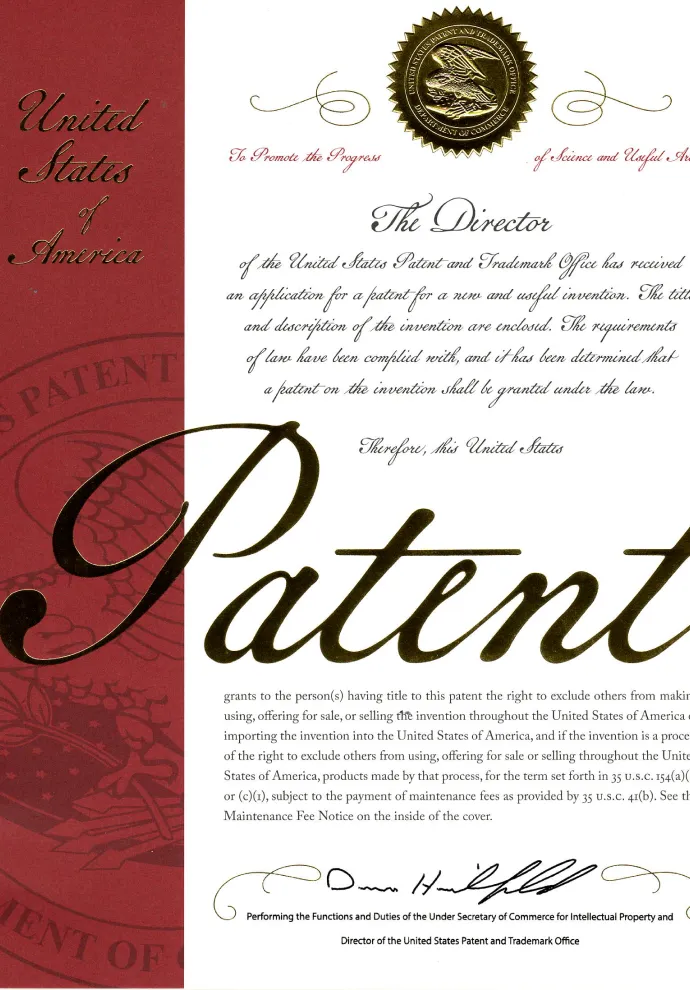 United
States
of
America
UNITED STATES PATENT AND TRADEMARK OFFICE
DEPARTMENT OF COMMERCE
To Promote the Progress
of Science and Useful Ar
The Director
of the United States Patent and Trademark Office has received
an application for a patent for a new and useful invention. The title
and description of the invention are enclosed. The requirements
of law have been complied with, and it has been determined that
a patent on the invention shall be granted under the law.
Therefore, this United States
S PATENT
Patent
grants to the person(s) having title to this patent the right to exclude others from makin
using, offering for sale, or selling the invention throughout the United States of America
importing the invention into the United States of America, and if the invention is a proce
of the right to exclude others from using, offering for sale or selling throughout the Unite
States of America, products made by that process, for the term set forth in 35 U.S.C. 154(a)(
or (c)(1), subject to the payment of maintenance fees as provided by 35 U.S.C. 41(b). See th
Maintenance Fee Notice on the inside of the cover.
MENT OF
Performing the Functions and Duties of the Under Secretary of Commerce for Intellectual Property and
Director of the United States Patent and Trademark Office